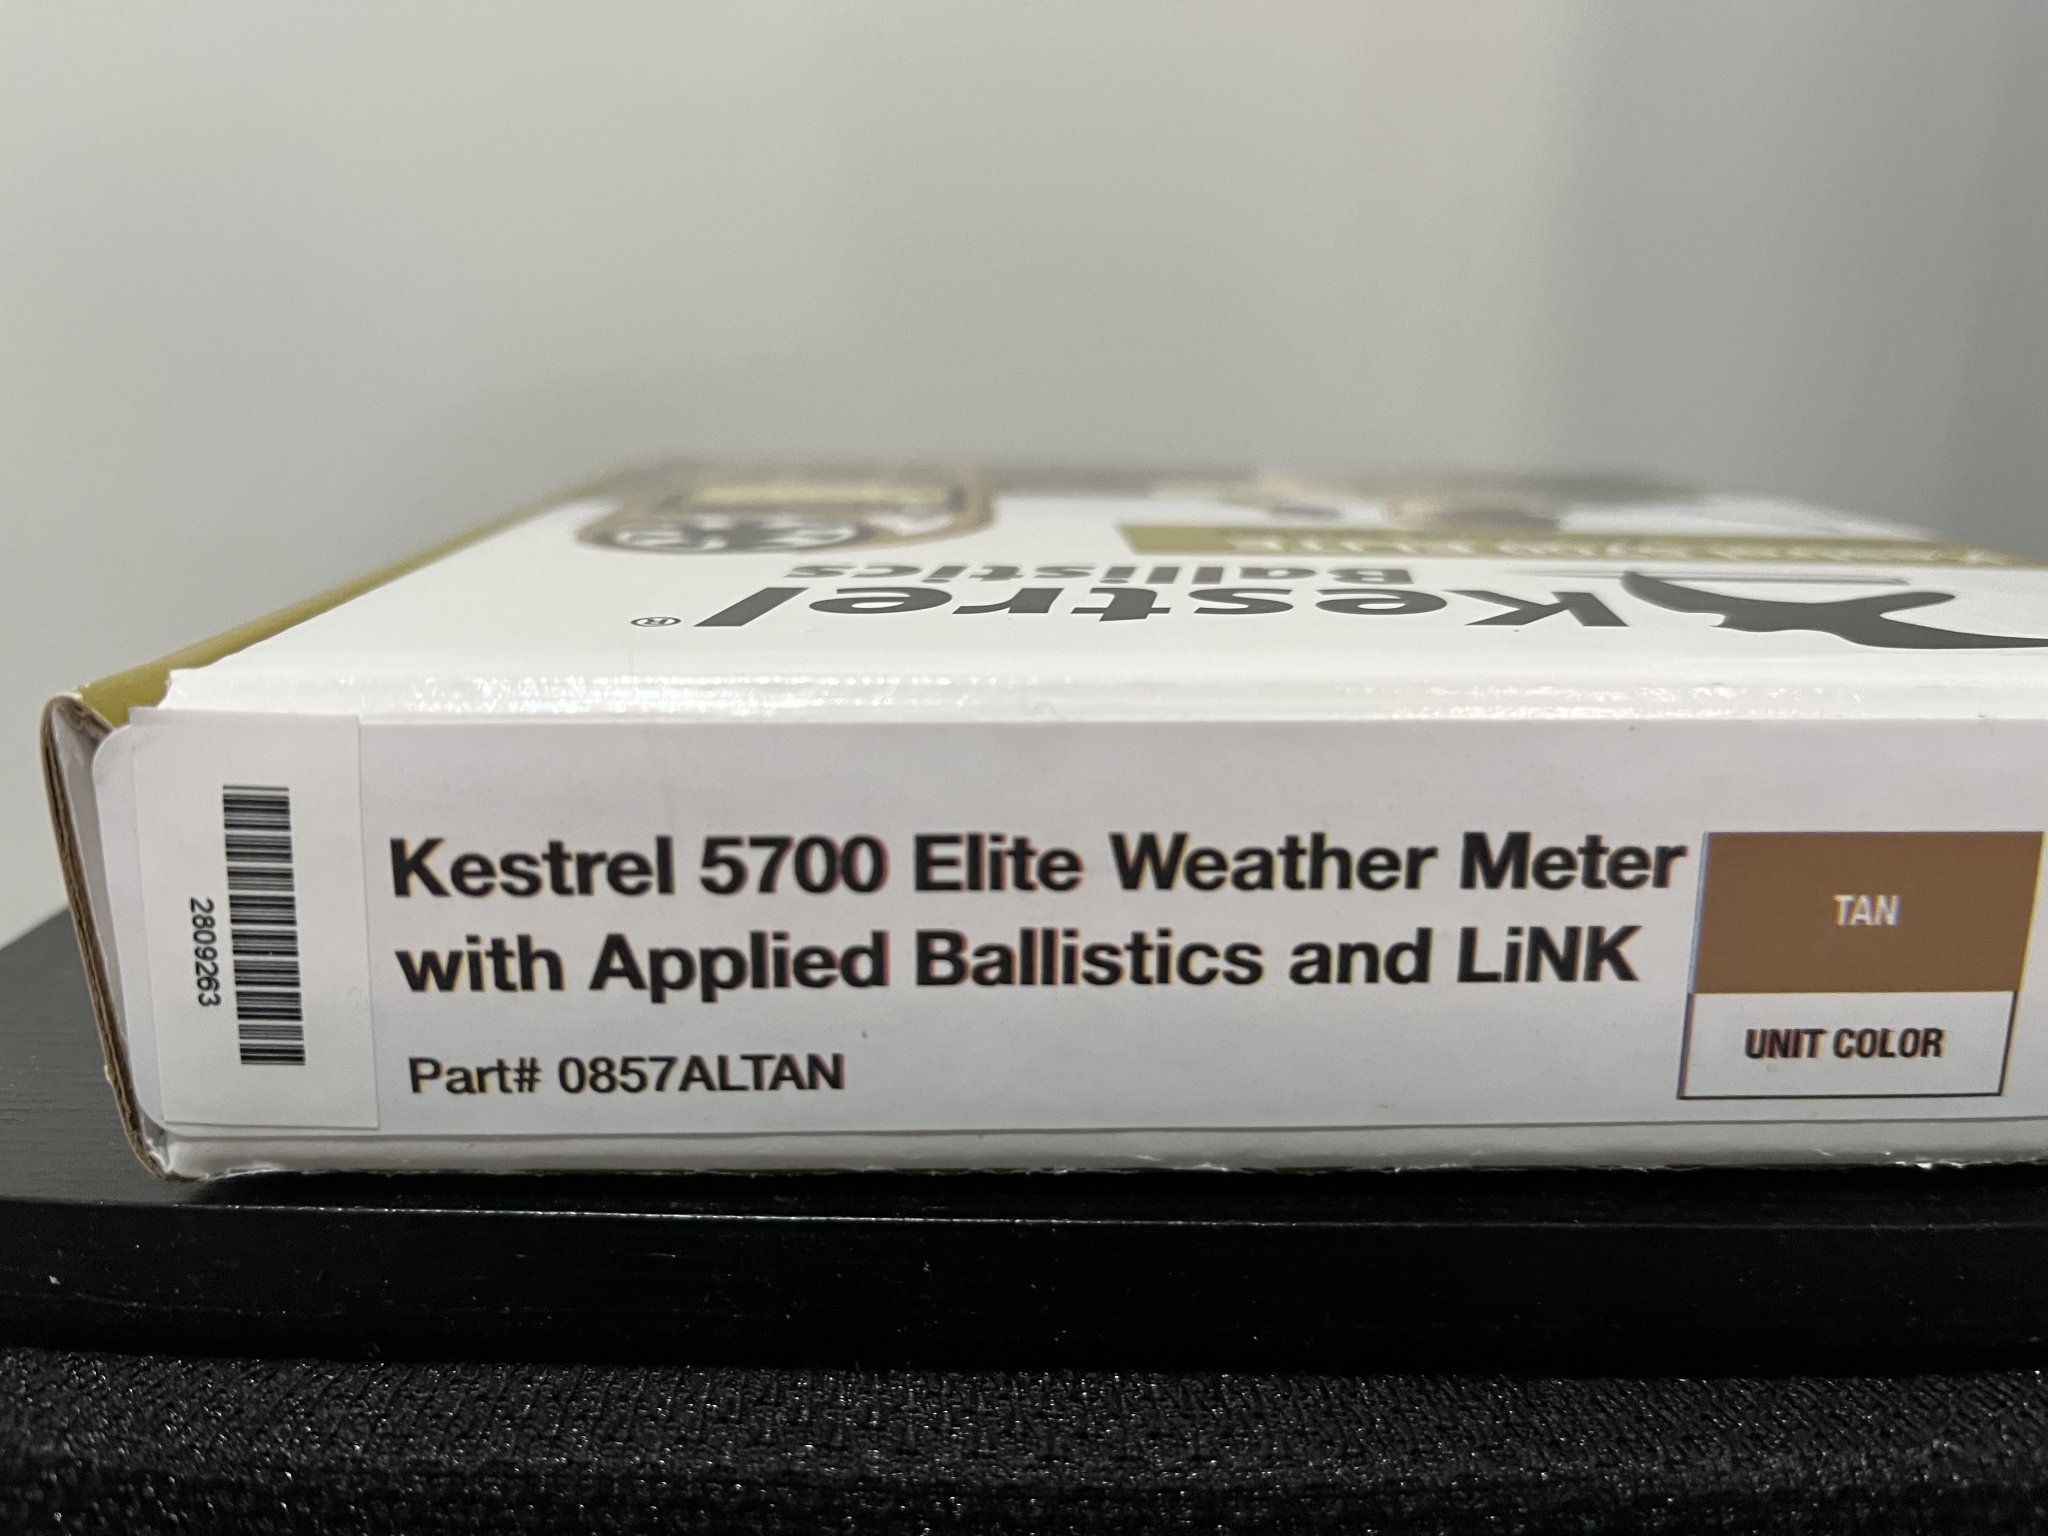 Kestrel®
Ballistics
2809263
Kestrel 5700 Elite Weather Meter
with Applied Ballistics and LiNK
Part# 0857ALTAN
TAN
UNIT COLOR